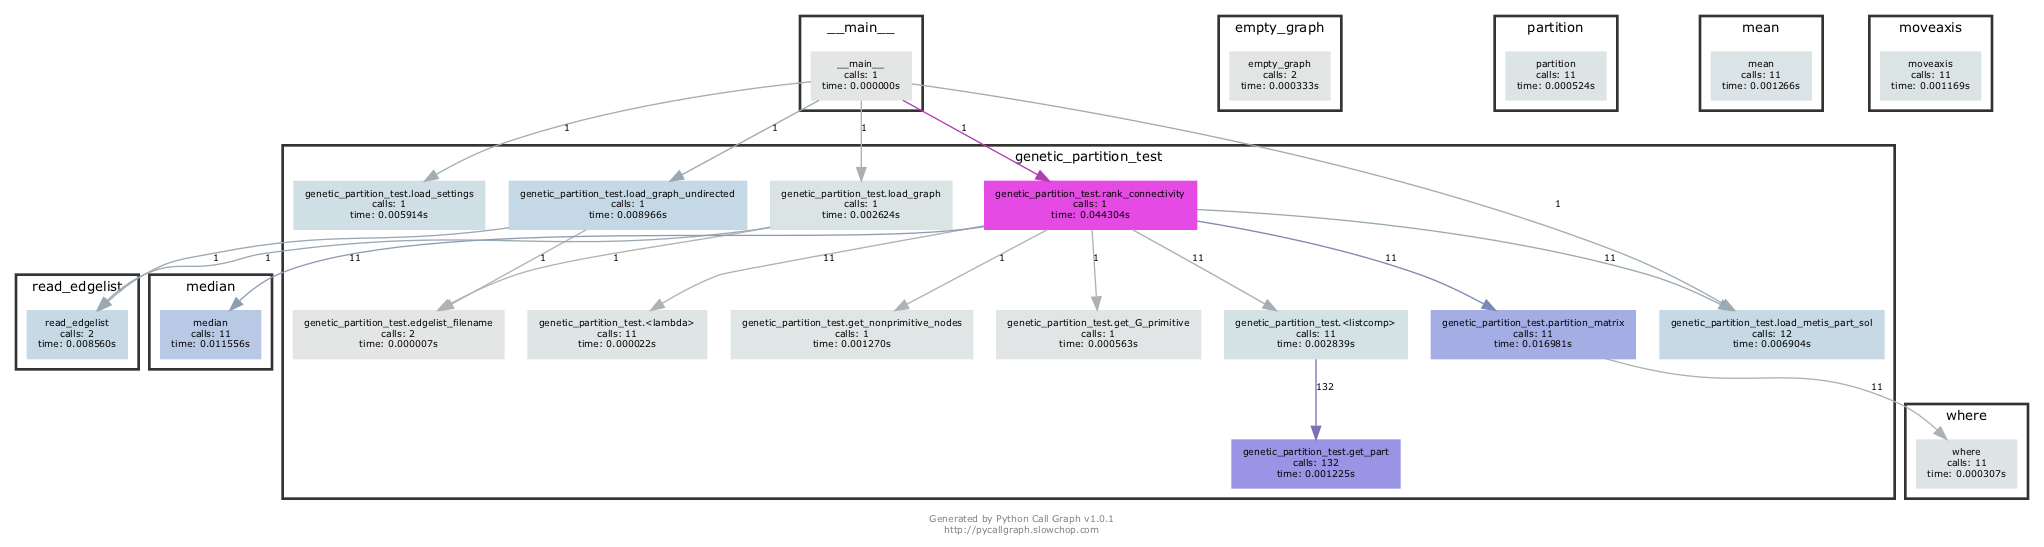 __main__
__main__
calls: 1
time: 0.000000s
empty_graph
empty_graph
calls: 2
time: 0.000333s
partition
partition
calls: 11
time: 0.000524s
mean
mean
calls: 11
time: 0.001266s
moveaxis
moveaxis
calls: 11
time: 0.001169s
1
1
1
1
genetic_partition_test
genetic_partition_test.load_settings
calls: 1
time: 0.005914s
genetic_partition_test.load_graph_undirected
calls: 1
time: 0.008966s
genetic_partition_test.load_graph
calls: 1
time: 0.002624s
genetic_partition_test.rank_connectivity
calls: 1
time: 0.044304s
1
1
1
11
1
1
11
1
1
11
11
11
read_edgelist
read_edgelist
calls: 2
time: 0.008560s
median
median
calls: 11
time: 0.011556s
genetic_partition_test.edgelist_filename
calls: 2
time: 0.000007s
genetic_partition_test.<lambda>
calls: 11
time: 0.000022s
genetic_partition_test.get_nonprimitive_nodes
calls: 1
time: 0.001270s
genetic_partition_test.get_G_primitive
calls: 1
time: 0.000563s
genetic_partition_test.<listcomp>
calls: 11
time: 0.002839s
genetic_partition_test.partition_matrix
calls: 11
time: 0.016981s
genetic_partition_test.load_metis_part_sol
calls: 12
time: 0.006904s
132
11
genetic_partition_test.get_part
calls: 132
time: 0.001225s
where
where
calls: 11
time: 0.000307s
Generated by Python Call Graph v1.0.1
http://pycallgraph.slowchop.com